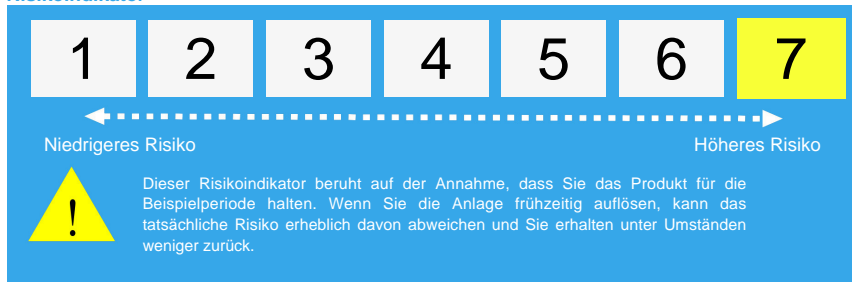 Risikoindikator
1 2 3 4 5 6 7
Niedrigeres Risiko Höheres Risiko
! Dieser Risikoindikator beruht auf der Annahme, dass Sie das Produkt für die
Beispielperiode halten. Wenn Sie die Anlage frühzeitig auflösen, kann das
tatsächliche Risiko erheblich davon abweichen und Sie erhalten unter Umständen
weniger zurück.